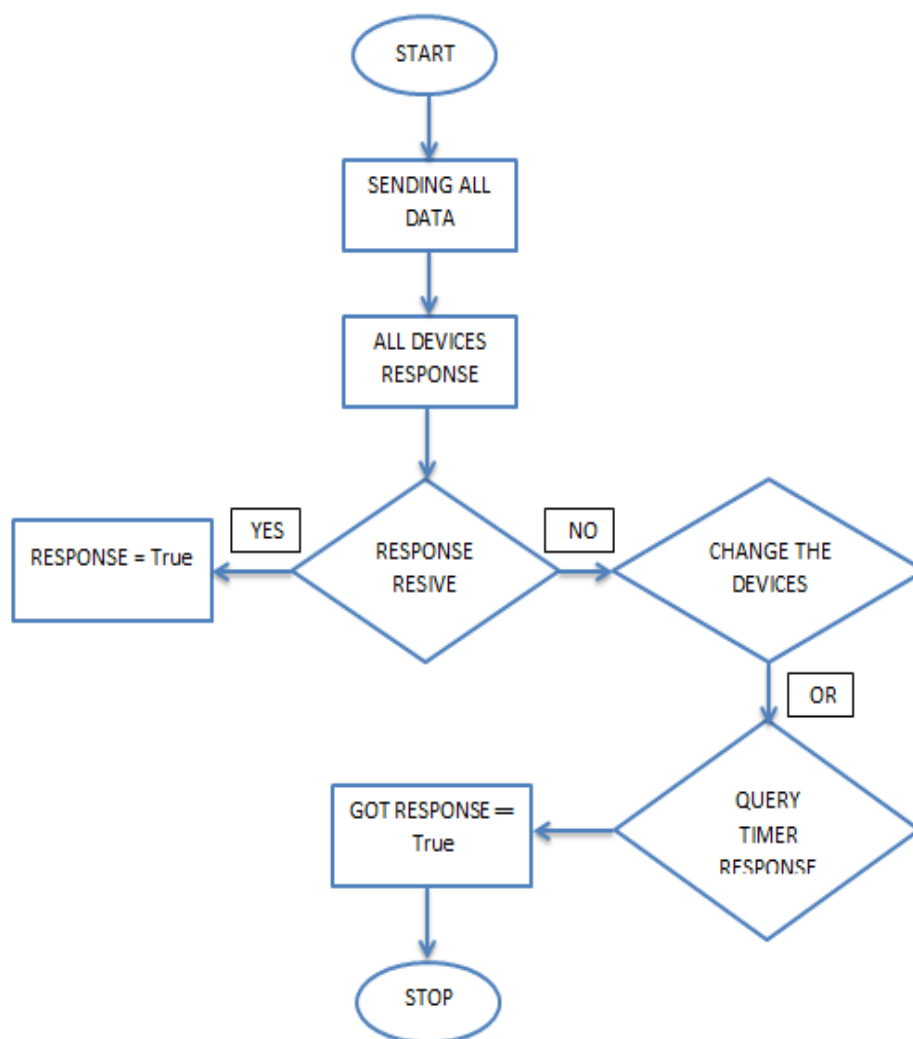 START
SENDING ALL
DATA
ALL DEVICES
RESPONSE
YES
NO
RESPONSE = True
RESPONSE
RESIVE
CHANGE THE
DEVICES
OR
GOT RESPONSE ==
True
QUERY
TIMER
RESPONSE
STOP